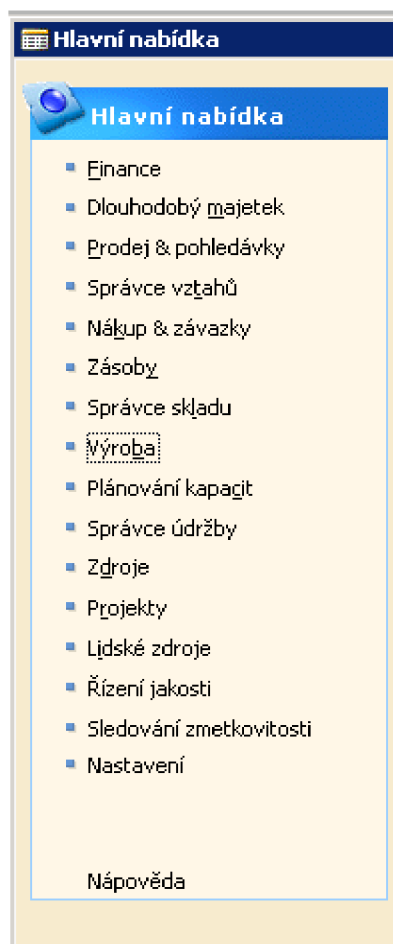 Hlavní nabídka
Hlavní nabídka
Finance
Dlouhodobý majetek
Prodej & pohledávky
Správce vztahů
Nákup & závazky
Zásoby
Správce skladu
Výroba
Plánování kapacit
Správce údržby
Zdroje
Projekty
Lidské zdroje
Řízení jakosti
Sledování zmetkovitosti
Nastavení
Nápověda